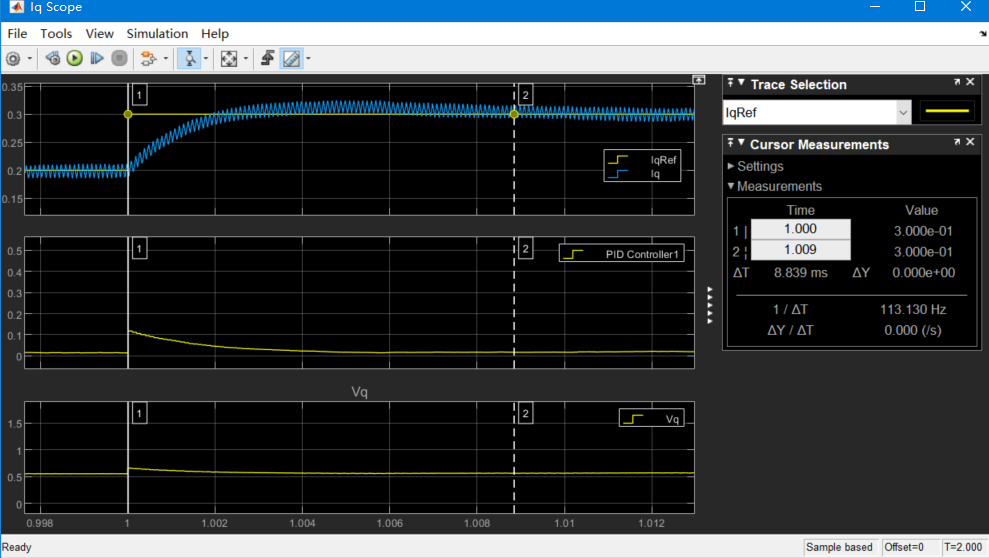 Iq Scope
File Tools View Simulation Help
0.35
0.3
0.25
0.2
0.15
1
2
IqRef
Iq
0.5
0.4
0.3
0.2
0.1
0
1
2
PID Controller1
Vq
1.5
1
0.5
0
1
2
Vq
0.998 1 1.002 1.004 1.006 1.008 1.01 1.012
Trace Selection
IqRef
Cursor Measurements
Settings
Measurements
Time Value
1 | 1.000 3.000e-01
2 ¦ 1.009 3.000e-01
ΔT 8.839 ms ΔY 0.000e+00
1 / ΔT 113.130 Hz
ΔY / ΔT 0.000 (/s)
Ready Sample based Offset=0 T=2.000